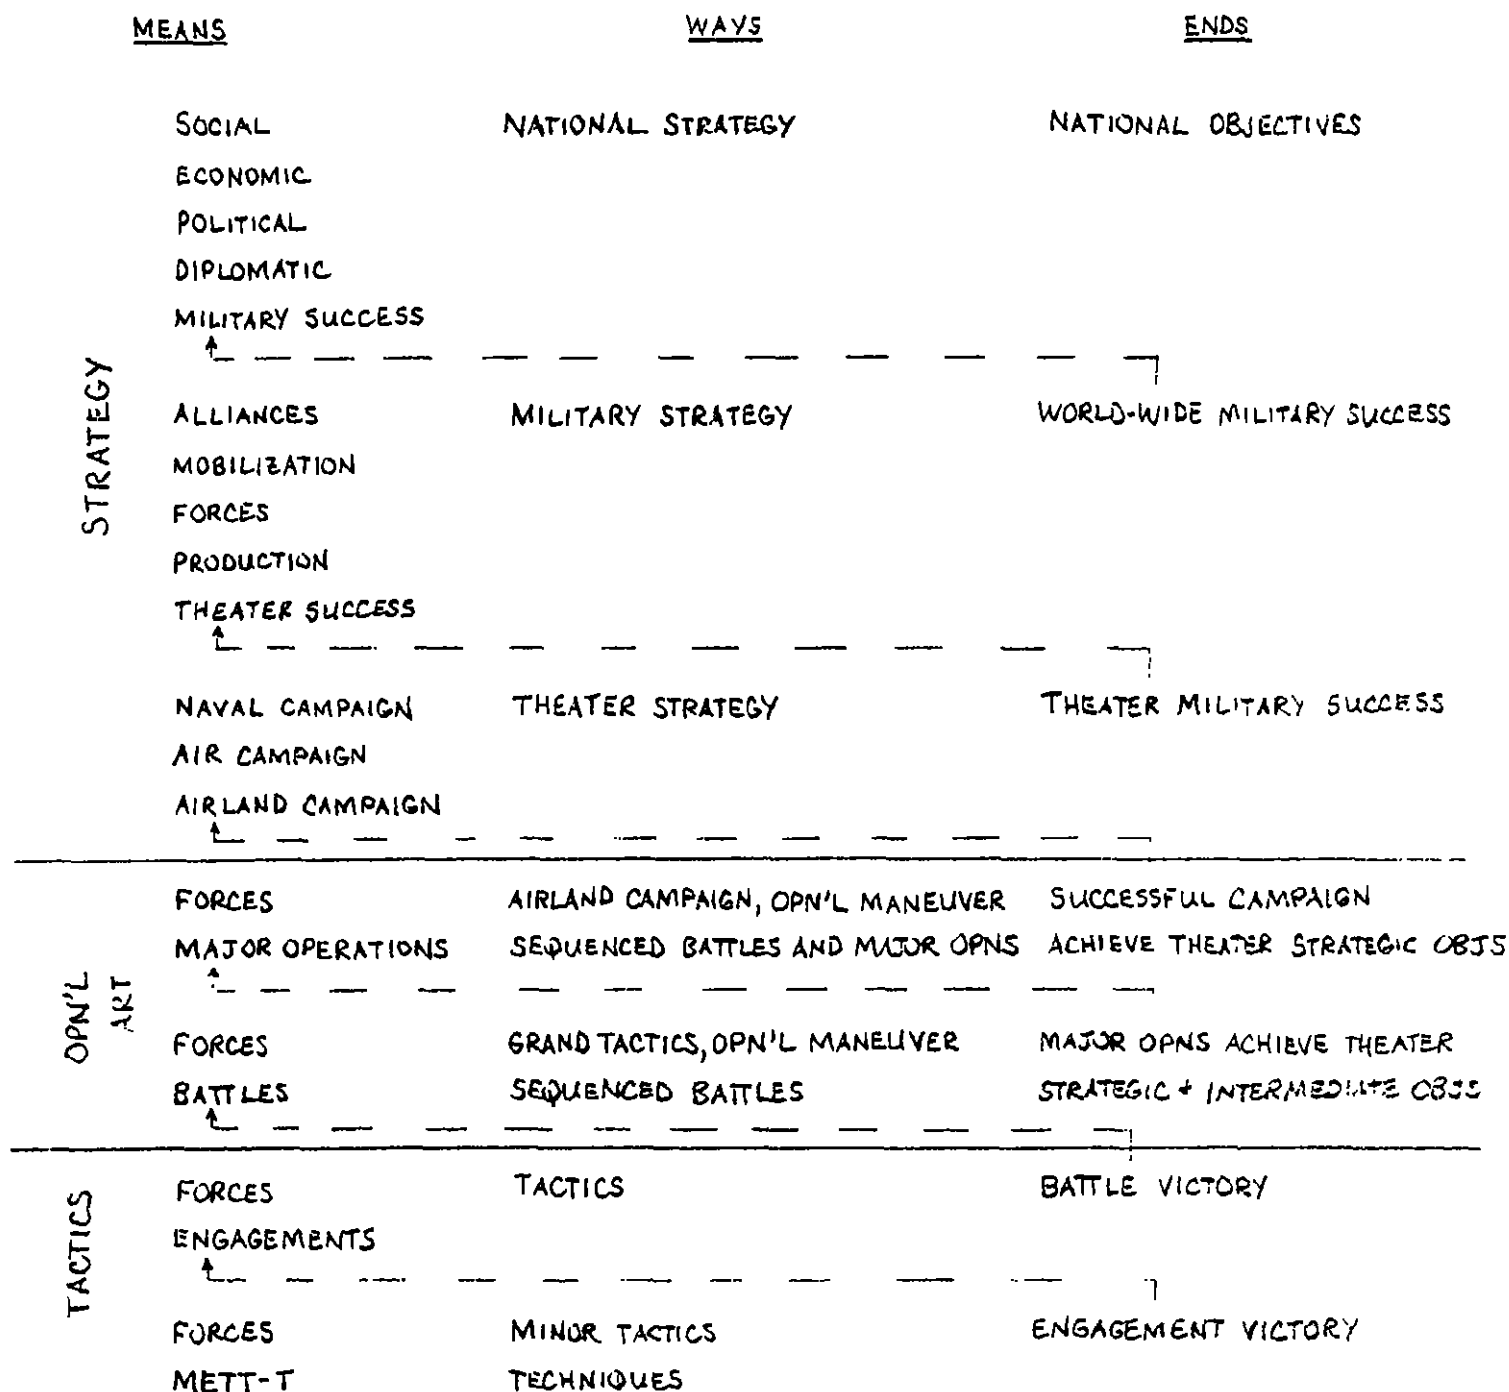 MEANS WAYS ENDS
SOCIAL NATIONAL STRATEGY NATIONAL OBJECTIVES
ECONOMIC
POLITICAL
DIPLOMATIC
MILITARY SUCCESS
STRATEGY
ALLIANCES MILITARY STRATEGY WORLD-WIDE MILITARY SUCCESS
MOBILIZATION
FORCES
PRODUCTION
THEATER SUCCESS
NAVAL CAMPAIGN THEATER STRATEGY THEATER MILITARY SUCCESS
AIR CAMPAIGN
AIRLAND CAMPAIGN
FORCES AIRLAND CAMPAIGN, OPN'L MANEUVER SUCCESSFUL CAMPAIGN
MAJOR OPERATIONS SEQUENCED BATTLES AND MAJOR OPNS ACHIEVE THEATER STRATEGIC OBJS
OPN'L
ART
FORCES GRAND TACTICS, OPN'L MANEUVER MAJOR OPNS ACHIEVE THEATER
BATTLES SEQUENCED BATTLES STRATEGIC + INTERMEDIATE OBJS
TACTICS
FORCES TACTICS BATTLE VICTORY
ENGAGEMENTS
FORCES MINOR TACTICS ENGAGEMENT VICTORY
METT-T TECHNIQUES